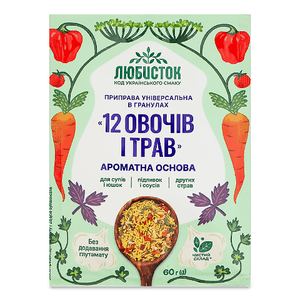 ЛЮБИСТОК
КОД УКРАЇНСЬКОГО СМАКУ
ПРИПРАВА УНІВЕРСАЛЬНА
В ГРАНУЛАХ
«12 ОВОЧІВ
І ТРАВ»
АРОМАТНА ОСНОВА
для супів
і юшок
підливок
і соусів
других
страв
Без
додавання
глутамату
ЧИСТИЙ
СКЛАД
60 г